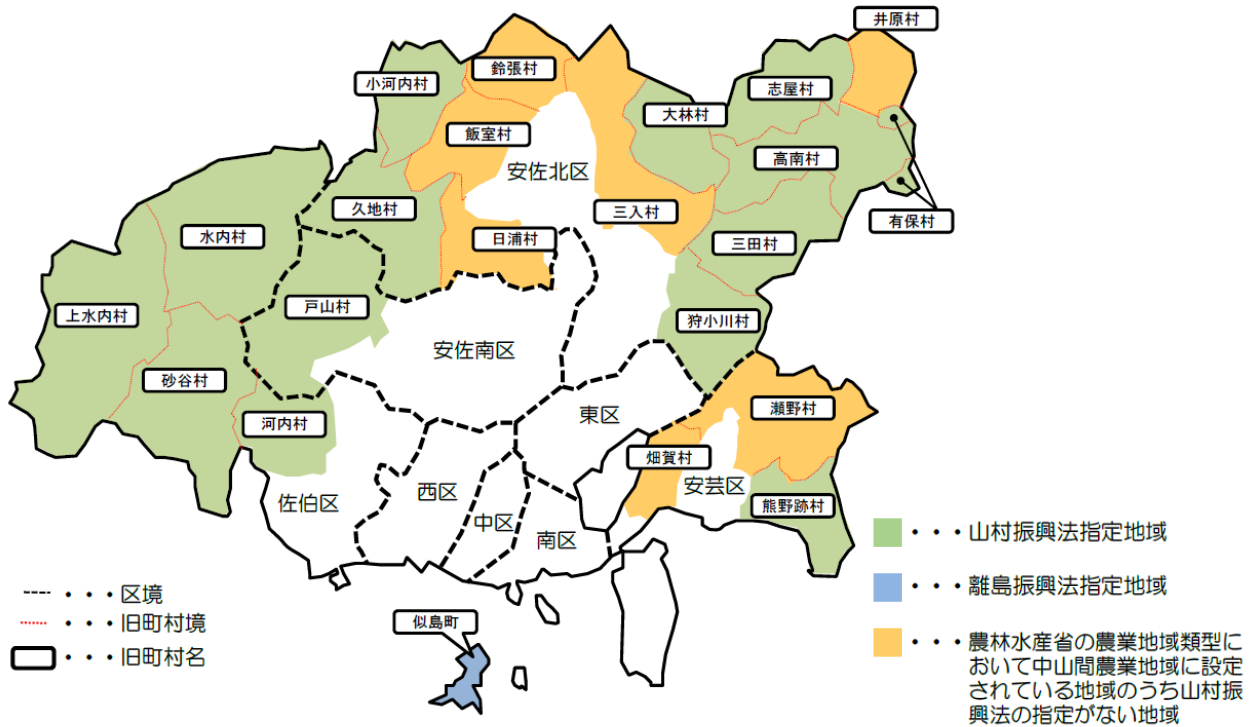 井原村
鈴張村
小河内村
志屋村
大林村
飯室村
高南村
安佐北区
久地村
三入村
有保村
水内村
日浦村
三田村
戸山村
上水内村
狩小川村
安佐南区
砂谷村
瀬野村
東区
河内村
畑賀村
安芸区
佐伯区
西区
熊野跡村
中区
南区
・・・山村振興法指定地域
・・・離島振興法指定地域
・・・区境
・・・旧町村境
・・・旧町村名
似島町
・・・農林水産省の農業地域類型に
おいて中山間農業地域に設定
されている地域のうち山村振
興法の指定がない地域